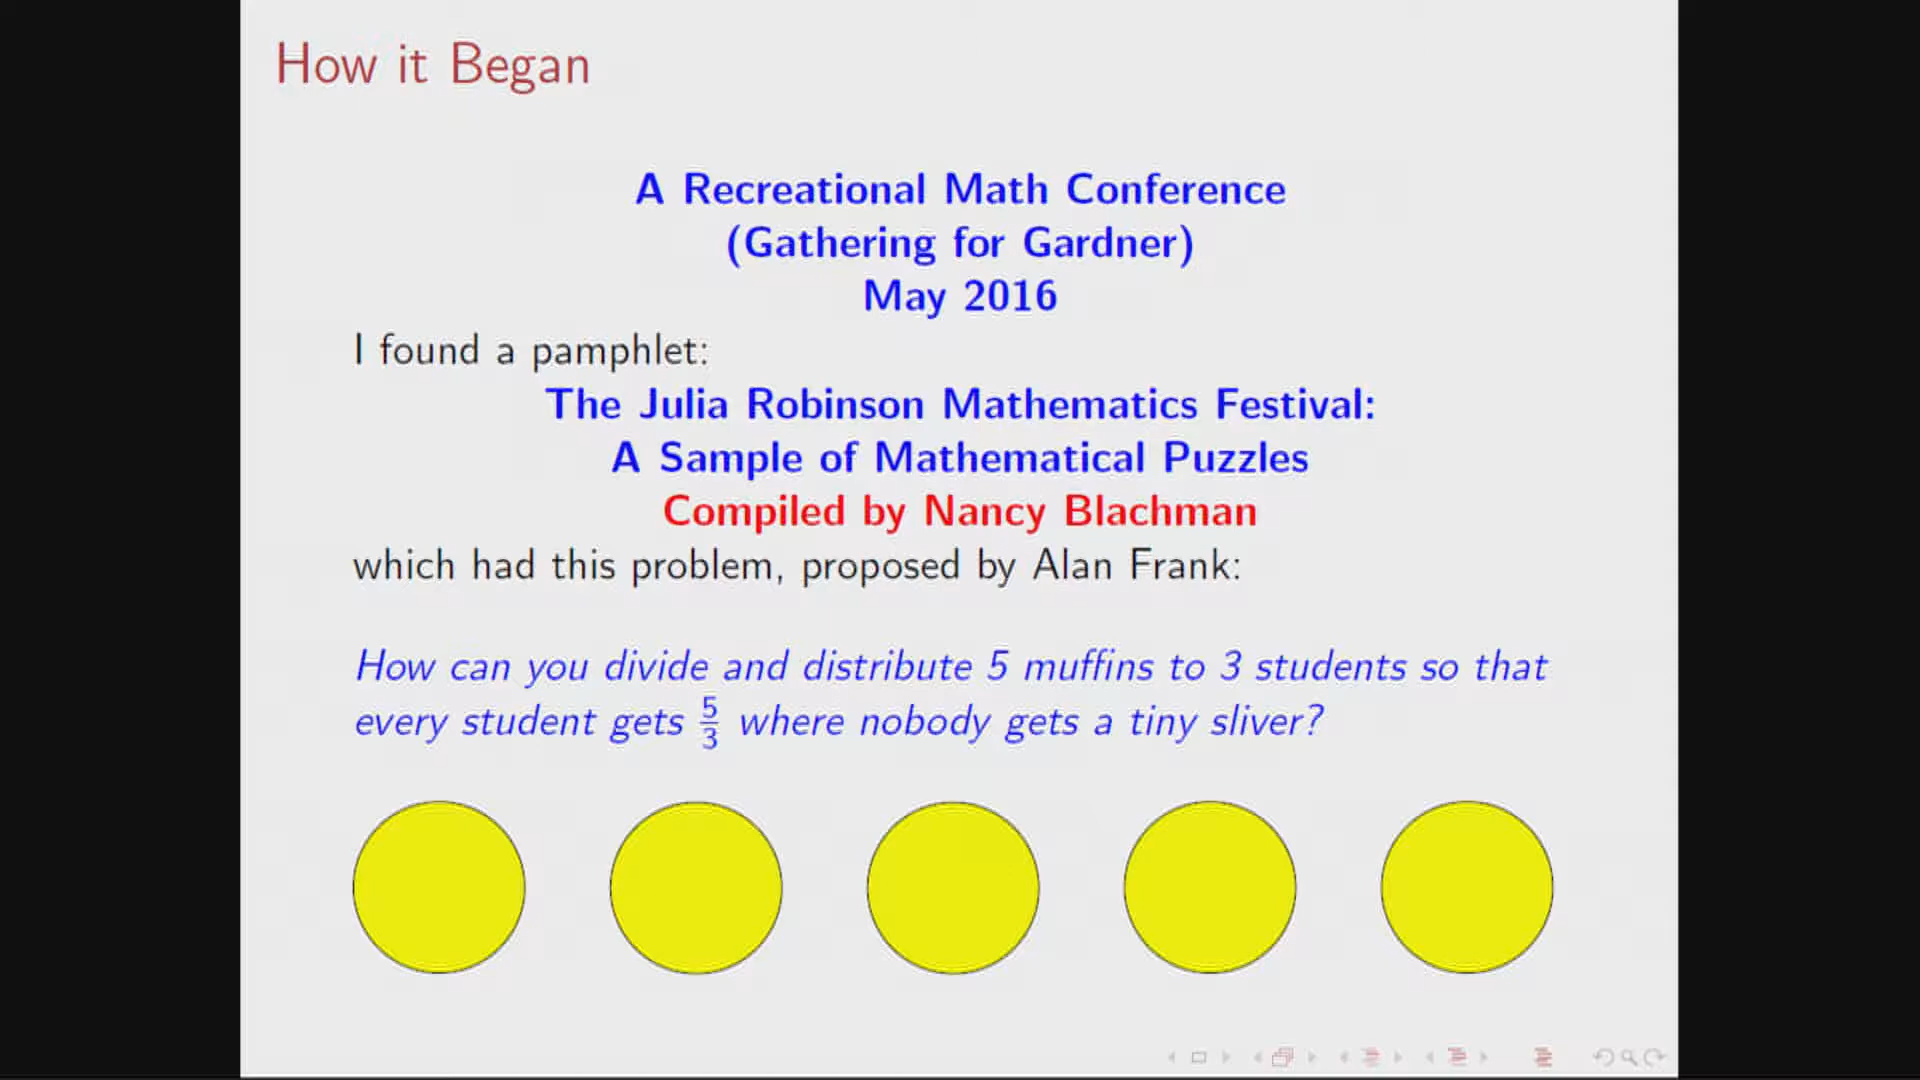 How it Began
A Recreational Math Conference
(Gathering for Gardner)
May 2016
I found a pamphlet:
The Julia Robinson Mathematics Festival:
A Sample of Mathematical Puzzles
Compiled by Nancy Blachman
which had this problem, proposed by Alan Frank:
How can you divide and distribute 5 muffins to 3 students so that
every student gets 5/3 where nobody gets a tiny sliver?